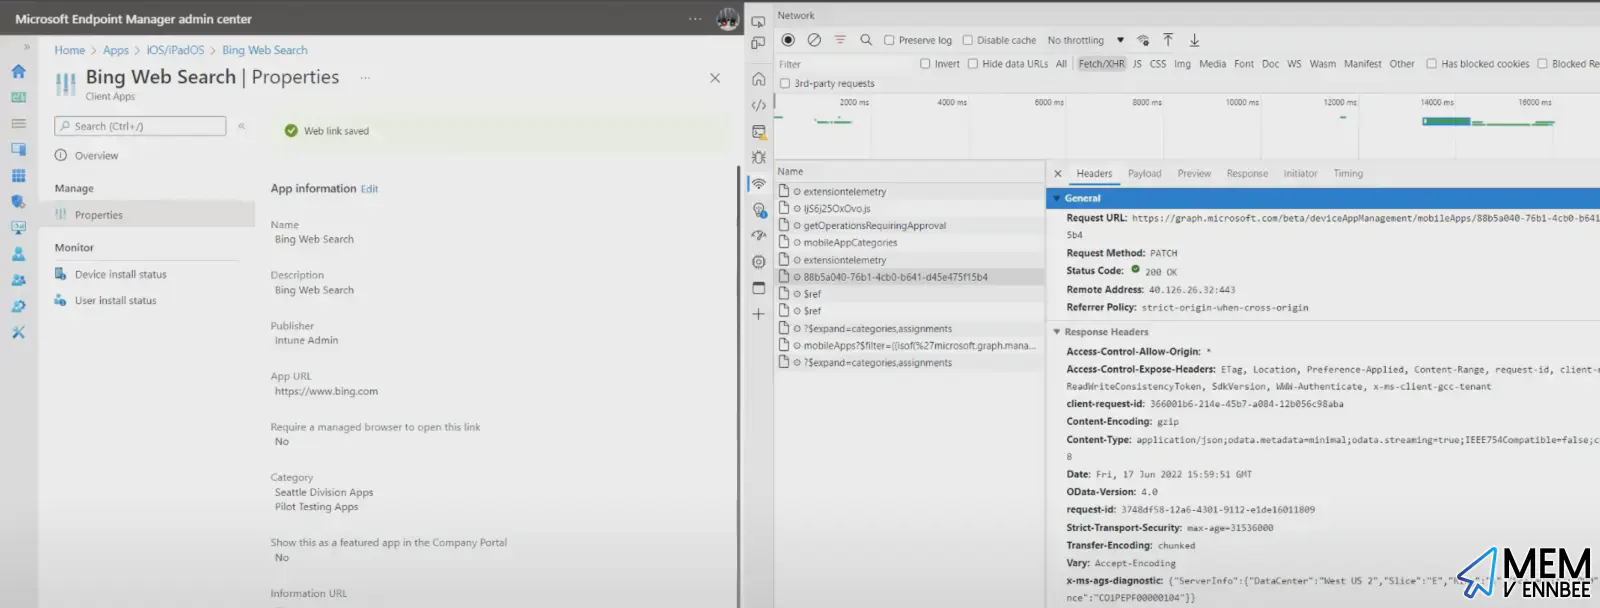 Microsoft Endpoint Manager admin center
Home > Apps > iOS/iPadOS > Bing Web Search
Bing Web Search | Properties ...
Client Apps
Search (Ctrl+/)
Web link saved
Overview
Manage
Properties
Monitor
Device install status
User install status
App information Edit
Name
Bing Web Search
Description
Bing Web Search
Publisher
Intune Admin
App URL
https://www.bing.com
Require a managed browser to open this link
No
Category
Seattle Division Apps
Pilot Testing Apps
Show this as a featured app in the Company Portal
No
Information URL
Network
Preserve log Disable cache No throttling
Filter Invert Hide data URLs All Fetch/XHR JS CSS Img Media Font Doc WS Wasm Manifest Other Has blocked cookies Blocked Re
3rd-party requests
2000 ms 4000 ms 6000 ms 8000 ms 10000 ms 12000 ms 14000 ms 16000 ms
Name
extensiontelemetry
IjS6j25OxOvo.js
getOperationsRequiringApproval
mobileAppCategories
extensiontelemetry
88b5a040-76b1-4cb0-b641-d45e475f15b4
$ref
$ref
?$expand=categories,assignments
mobileApps?$filter=((isof(%27microsoft.graph.mana...
?$expand=categories,assignments
Headers Payload Preview Response Initiator Timing
General
Request URL: https://graph.microsoft.com/beta/deviceAppManagement/mobileApps/88b5a040-76b1-4cb0-b641
5b4
Request Method: PATCH
Status Code: 200 OK
Remote Address: 40.126.26.32:443
Referrer Policy: strict-origin-when-cross-origin
Response Headers
Access-Control-Allow-Origin: *
Access-Control-Expose-Headers: ETag, Location, Preference-Applied, Content-Range, request-id, client-r
ReadWriteConsistencyToken, SdkVersion, WWW-Authenticate, x-ms-client-gcc-tenant
client-request-id: 366001b6-214e-45b7-a084-12b056c98aba
Content-Encoding: gzip
Content-Type: application/json;odata.metadata=minimal;odata.streaming=true;IEEE754Compatible=false;c
8
Date: Fri, 17 Jun 2022 15:59:51 GMT
OData-Version: 4.0
request-id: 3748df58-12a6-4301-9112-e1de16011809
Strict-Transport-Security: max-age=31536000
Transfer-Encoding: chunked
Vary: Accept-Encoding
x-ms-ags-diagnostic: {"ServerInfo":{"DataCenter":"West US 2","Slice":"E",
nce":"CO1PEPF00000104"}}
MEM
VENNBEE